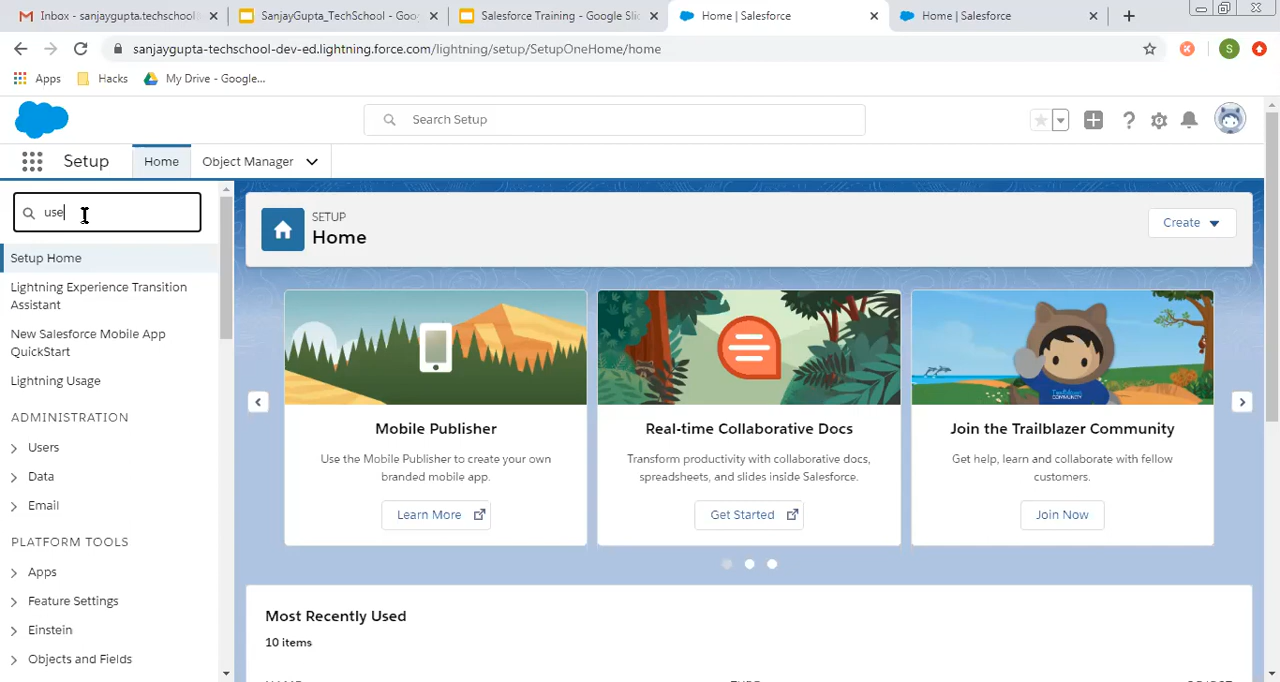 Inbox - sanjaygupta.techschool
SanjayGupta_TechSchool - Goo
Salesforce Training - Google Slid
Home | Salesforce
Home | Salesforce
sanjaygupta-techschool-dev-ed.lightning.force.com/lightning/setup/SetupOneHome/home
S
Apps
Hacks
My Drive - Google...
Search Setup
Setup
Home
Object Manager
use
Setup Home
Lightning Experience Transition
Assistant
New Salesforce Mobile App
QuickStart
Lightning Usage
ADMINISTRATION
Users
Data
Email
PLATFORM TOOLS
Apps
Feature Settings
Einstein
Objects and Fields
SETUP
Home
Create
Mobile Publisher
Use the Mobile Publisher to create your own
branded mobile app.
Learn More
Real-time Collaborative Docs
Transform productivity with collaborative docs,
spreadsheets, and slides inside Salesforce.
Get Started
Join the Trailblazer Community
Get help, learn and collaborate with fellow
customers.
Join Now
Most Recently Used
10 items